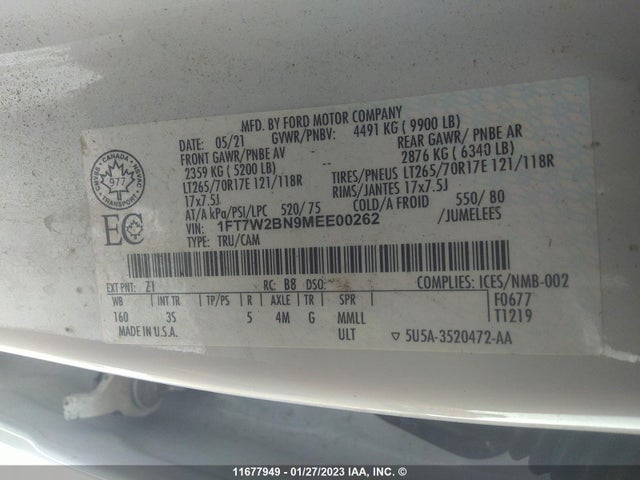 MFD. BY FORD MOTOR COMPANY
DATE: 05/21 GVWR/PNBV: 4491 KG ( 9900 LB)
FRONT GAWR/PNBE AV REAR GAWR/ PNBE AR
2359 KG ( 5200 LB) 2876 KG ( 6340 LB)
LT265/70R17E 121/118R TIRES/PNEUS LT265/70R17E 121/118R
17x7.5J RIMS/JANTES 17x7.5J
AT/A kPa/PSI/LPC 520/75 COLD/A FROID 550/ 80
VIN: 1FT7W2BN9MEE00262 /JUMELEES
TYPE: TRU/CAM
CANADA
977
EC
EXT PNT: Z1 RC: B8 DSO: COMPLIES: ICES/NMB-002
WB INT TR TP/PS R AXLE TR SPR F0677
160 3S 5 4M G MMLL T1219
MADE IN U.S.A. ULT ▽ 5U5A-3520472-AA
11677949 - 01/27/2023 IAA, INC. ©